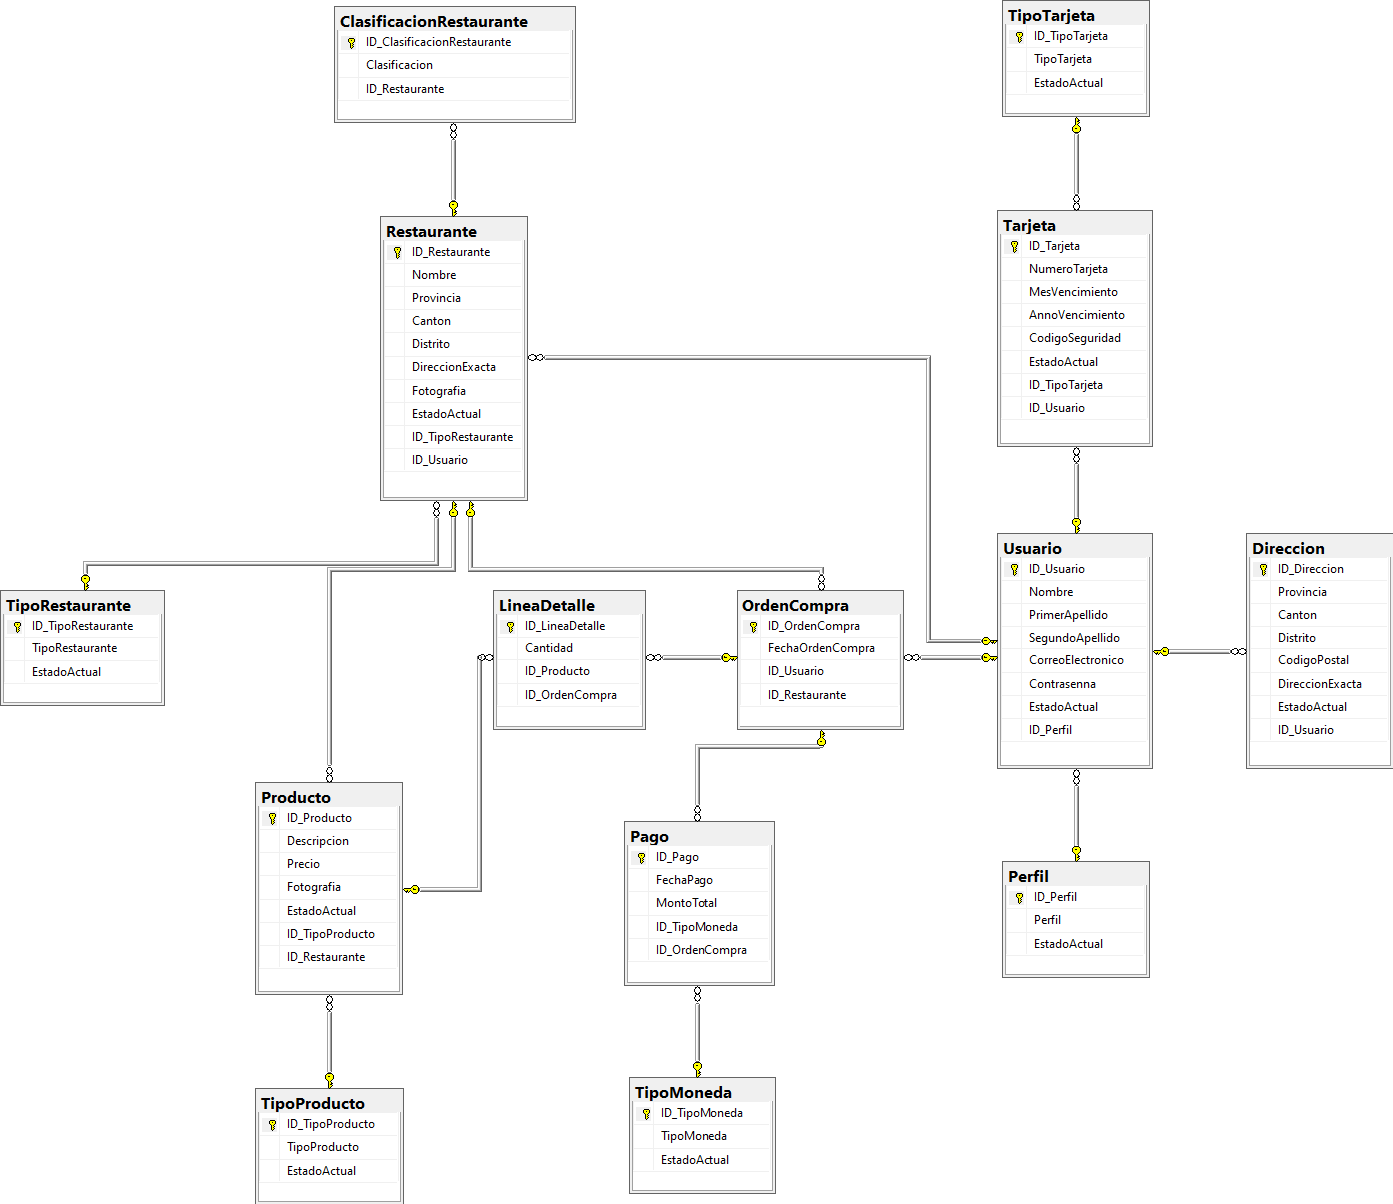 ClasificacionRestaurante
ID_ClasificacionRestaurante
Clasificacion
ID_Restaurante
TipoTarjeta
ID_TipoTarjeta
TipoTarjeta
EstadoActual
Restaurante
ID_Restaurante
Nombre
Provincia
Canton
Distrito
DireccionExacta
Fotografia
EstadoActual
ID_TipoRestaurante
ID_Usuario
Tarjeta
ID_Tarjeta
NumeroTarjeta
MesVencimiento
AnnoVencimiento
CodigoSeguridad
EstadoActual
ID_TipoTarjeta
ID_Usuario
TipoRestaurante
ID_TipoRestaurante
TipoRestaurante
EstadoActual
LineaDetalle
ID_LineaDetalle
Cantidad
ID_Producto
ID_OrdenCompra
OrdenCompra
ID_OrdenCompra
FechaOrdenCompra
ID_Usuario
ID_Restaurante
Usuario
ID_Usuario
Nombre
PrimerApellido
SegundoApellido
CorreoElectronico
Contrasenna
EstadoActual
ID_Perfil
Direccion
ID_Direccion
Provincia
Canton
Distrito
CodigoPostal
DireccionExacta
EstadoActual
ID_Usuario
Producto
ID_Producto
Descripcion
Precio
Fotografia
EstadoActual
ID_TipoProducto
ID_Restaurante
Pago
ID_Pago
FechaPago
MontoTotal
ID_TipoMoneda
ID_OrdenCompra
Perfil
ID_Perfil
Perfil
EstadoActual
TipoProducto
ID_TipoProducto
TipoProducto
EstadoActual
TipoMoneda
ID_TipoMoneda
TipoMoneda
EstadoActual